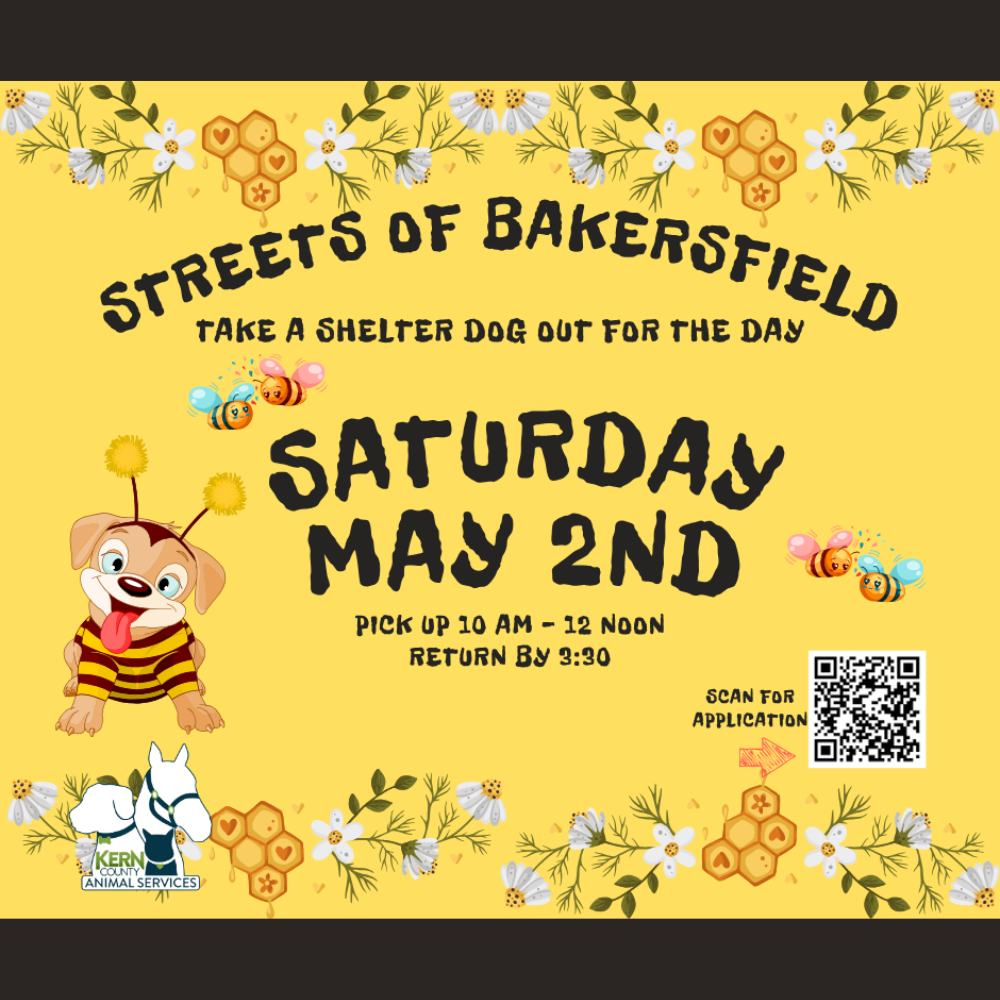 STREETS OF BAKERSFIELD
TAKE A SHELTER DOG OUT FOR THE DAY
SATURDAY
MAY 2ND
PICK UP 10 AM - 12 NOON
RETURN BY 3:30
SCAN FOR
APPLICATION
KERN
COUNTY
ANIMAL SERVICES